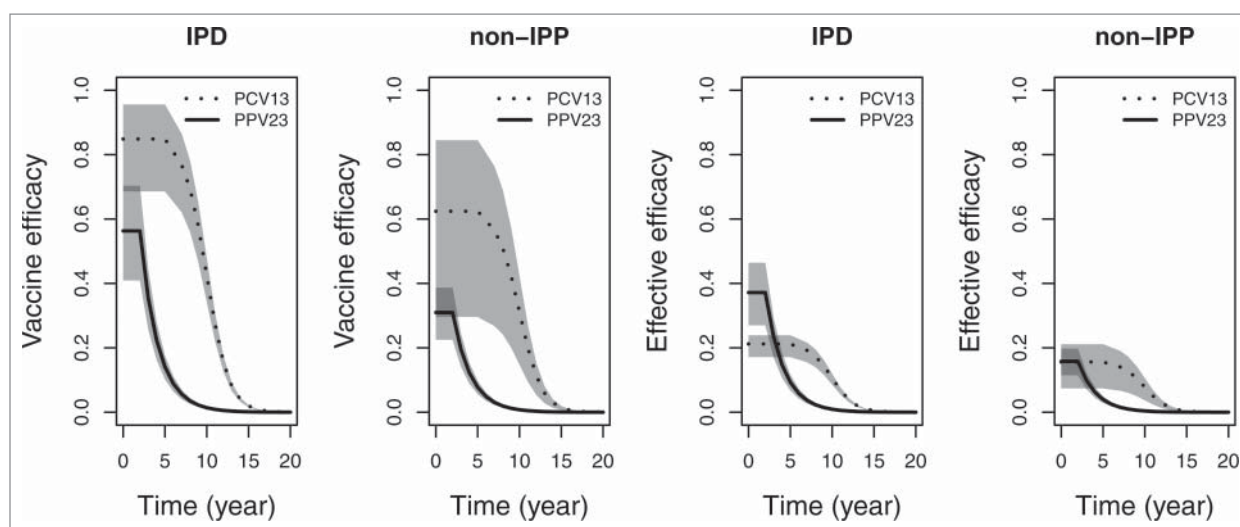 IPD
non−IPP
IPD
non−IPP
Vaccine efficacy
0.0 0.2 0.4 0.6 0.8 1.0
PCV13
PPV23
0 5 10 15 20
Time (year)
Vaccine efficacy
0.0 0.2 0.4 0.6 0.8 1.0
PCV13
PPV23
0 5 10 15 20
Time (year)
Effective efficacy
0.0 0.2 0.4 0.6 0.8 1.0
PCV13
PPV23
0 5 10 15 20
Time (year)
Effective efficacy
0.0 0.2 0.4 0.6 0.8 1.0
PCV13
PPV23
0 5 10 15 20
Time (year)